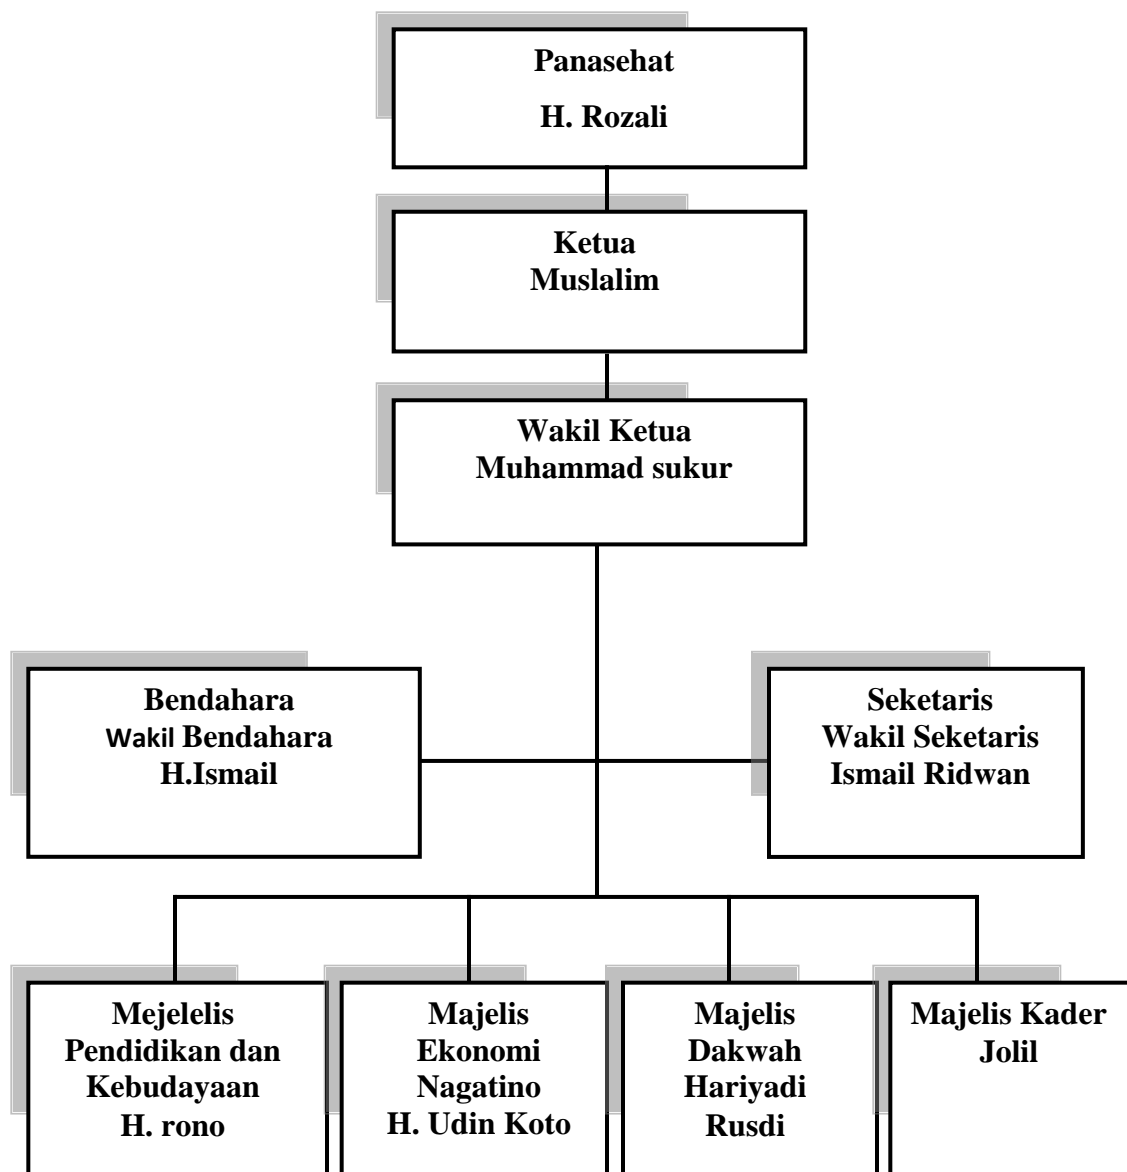 Panasehat
H. Rozali
Ketua
Muslalim
Wakil Ketua
Muhammad sukur
Bendahara
Wakil Bendahara
H.Ismail
Seketaris
Wakil Seketaris
Ismail Ridwan
Mejelelis
Pendidikan dan
Kebudayaan
H. rono
Majelis
Ekonomi
Nagatino
H. Udin Koto
Majelis
Dakwah
Hariyadi
Rusdi
Majelis Kader
Jolil